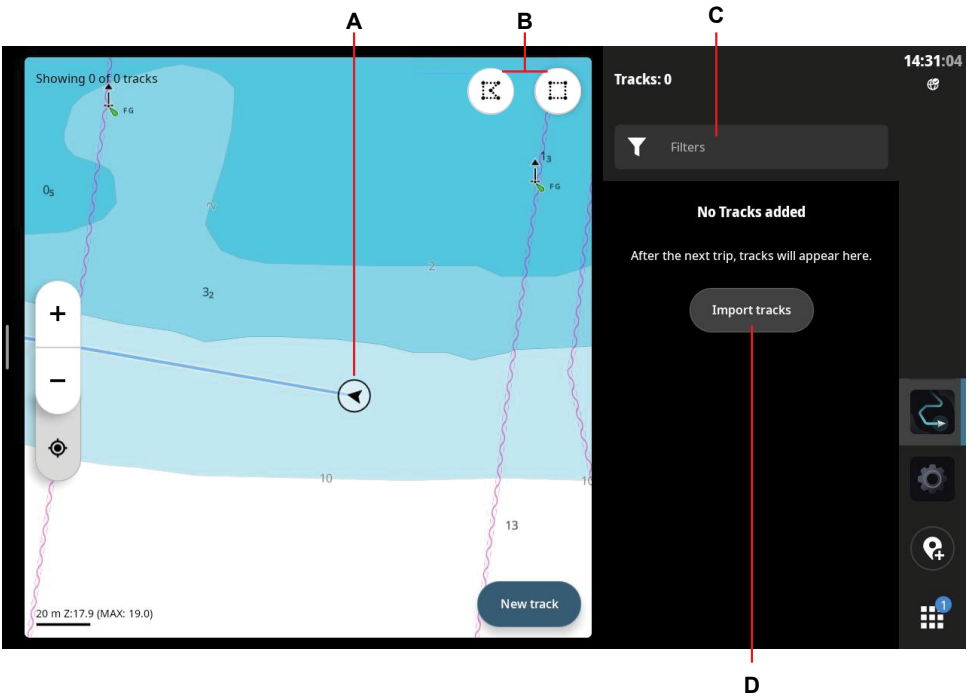 A
B
C
Showing 0 of 0 tracks
Tracks: 0
14:31:04
FG
Filters
13
FG
0₅
2
No Tracks added
After the next trip, tracks will appear here.
2
3₂
Import tracks
+
−
10
10
13
New track
20 m Z:17.9 (MAX: 19.0)
1
D